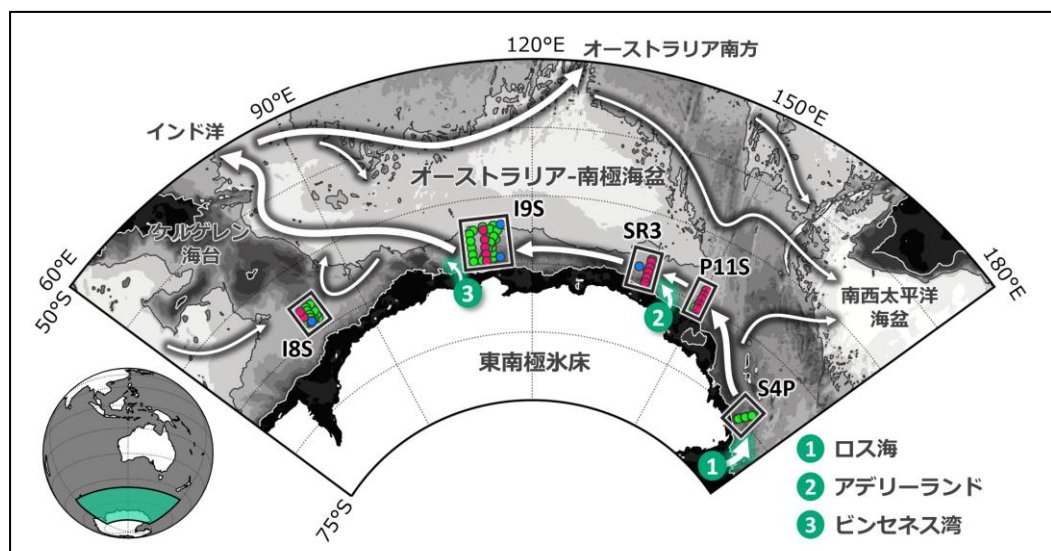 120°E
オーストラリア南方
90°E
150°E
インド洋
オーストラリア-南極海盆
I9S
ケルゲレン
海台
SR3
P11S
60°E
50°S
180°E
3
2
南西太平洋
海盆
I8S
東南極氷床
S4P
1
75°S
1 ロス海
2 アデリーランド
3 ビンセネス湾